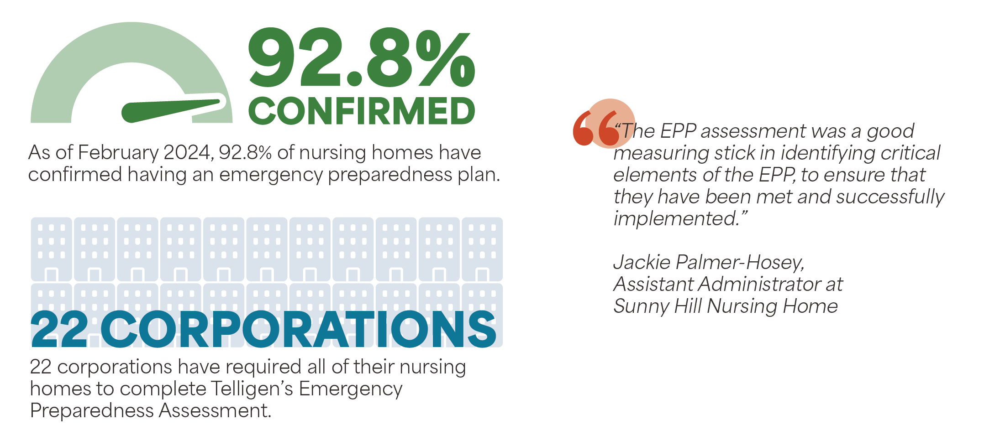 92.8%
CONFIRMED
As of February 2024, 92.8% of nursing homes have
confirmed having an emergency preparedness plan.
22 CORPORATIONS
22 corporations have required all of their nursing
homes to complete Telligen’s Emergency
Preparedness Assessment.
“The EPP assessment was a good
measuring stick in identifying critical
elements of the EPP, to ensure that
they have been met and successfully
implemented.”
Jackie Palmer-Hosey,
Assistant Administrator at
Sunny Hill Nursing Home